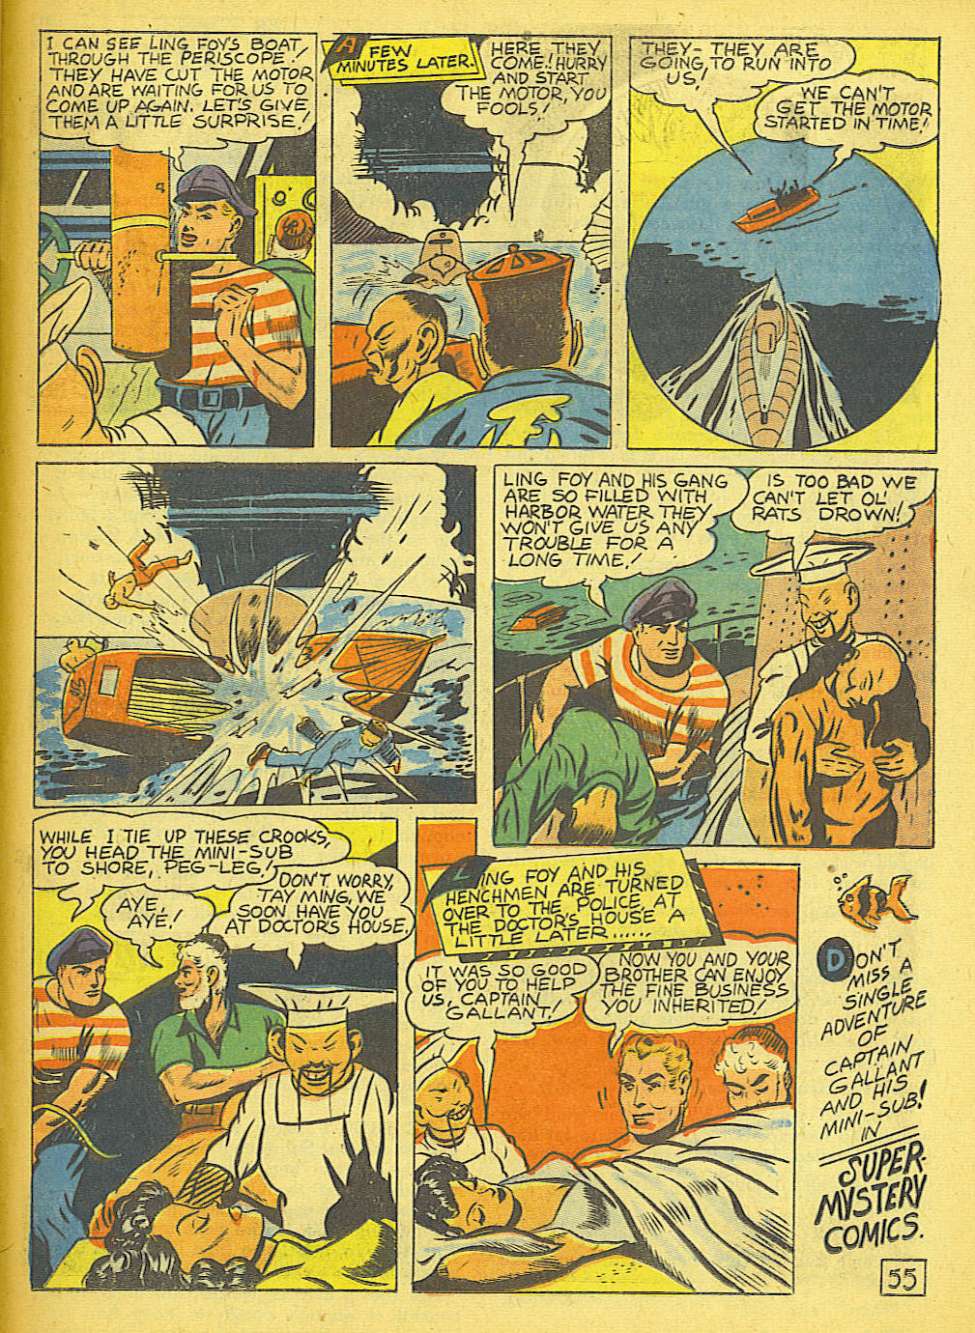 I CAN SEE LING FOY'S BOAT
THROUGH THE PERISCOPE!
THEY HAVE CUT THE MOTOR
AND ARE WAITING FOR US TO
COME UP AGAIN. LET'S GIVE
THEM A LITTLE SURPRISE!
A FEW
MINUTES LATER.
HERE THEY
COME! HURRY
AND START
THE MOTOR, YOU
FOOLS!
THEY- THEY ARE
GOING, TO RUN INTO
US!
WE CAN'T
GET THE MOTOR
STARTED IN TIME!
LING FOY AND HIS GANG
ARE SO FILLED WITH
HARBOR WATER THEY
WON'T GIVE US ANY
TROUBLE FOR A
LONG TIME!
IS TOO BAD WE
CAN'T LET OL'
RATS DROWN!
WHILE I TIE UP THESE CROOKS,
YOU HEAD THE MINI-SUB
TO SHORE, PEG-LEG!
AYE,
AYE!
DON'T WORRY,
TAY MING, WE
SOON HAVE YOU
AT DOCTOR'S HOUSE.
LING FOY AND HIS
HENCHMEN ARE TURNED
OVER TO THE POLICE AT
THE DOCTOR'S HOUSE A
LITTLE LATER......
IT WAS SO GOOD
OF YOU TO HELP
US, CAPTAIN
GALLANT!
NOW YOU AND YOUR
BROTHER CAN ENJOY
THE FINE BUSINESS
YOU INHERITED!
DON'T
MISS A
SINGLE
ADVENTURE
OF
CAPTAIN
GALLANT
AND HIS
MINI-SUB!
IN
SUPER-
MYSTERY
COMICS.
55